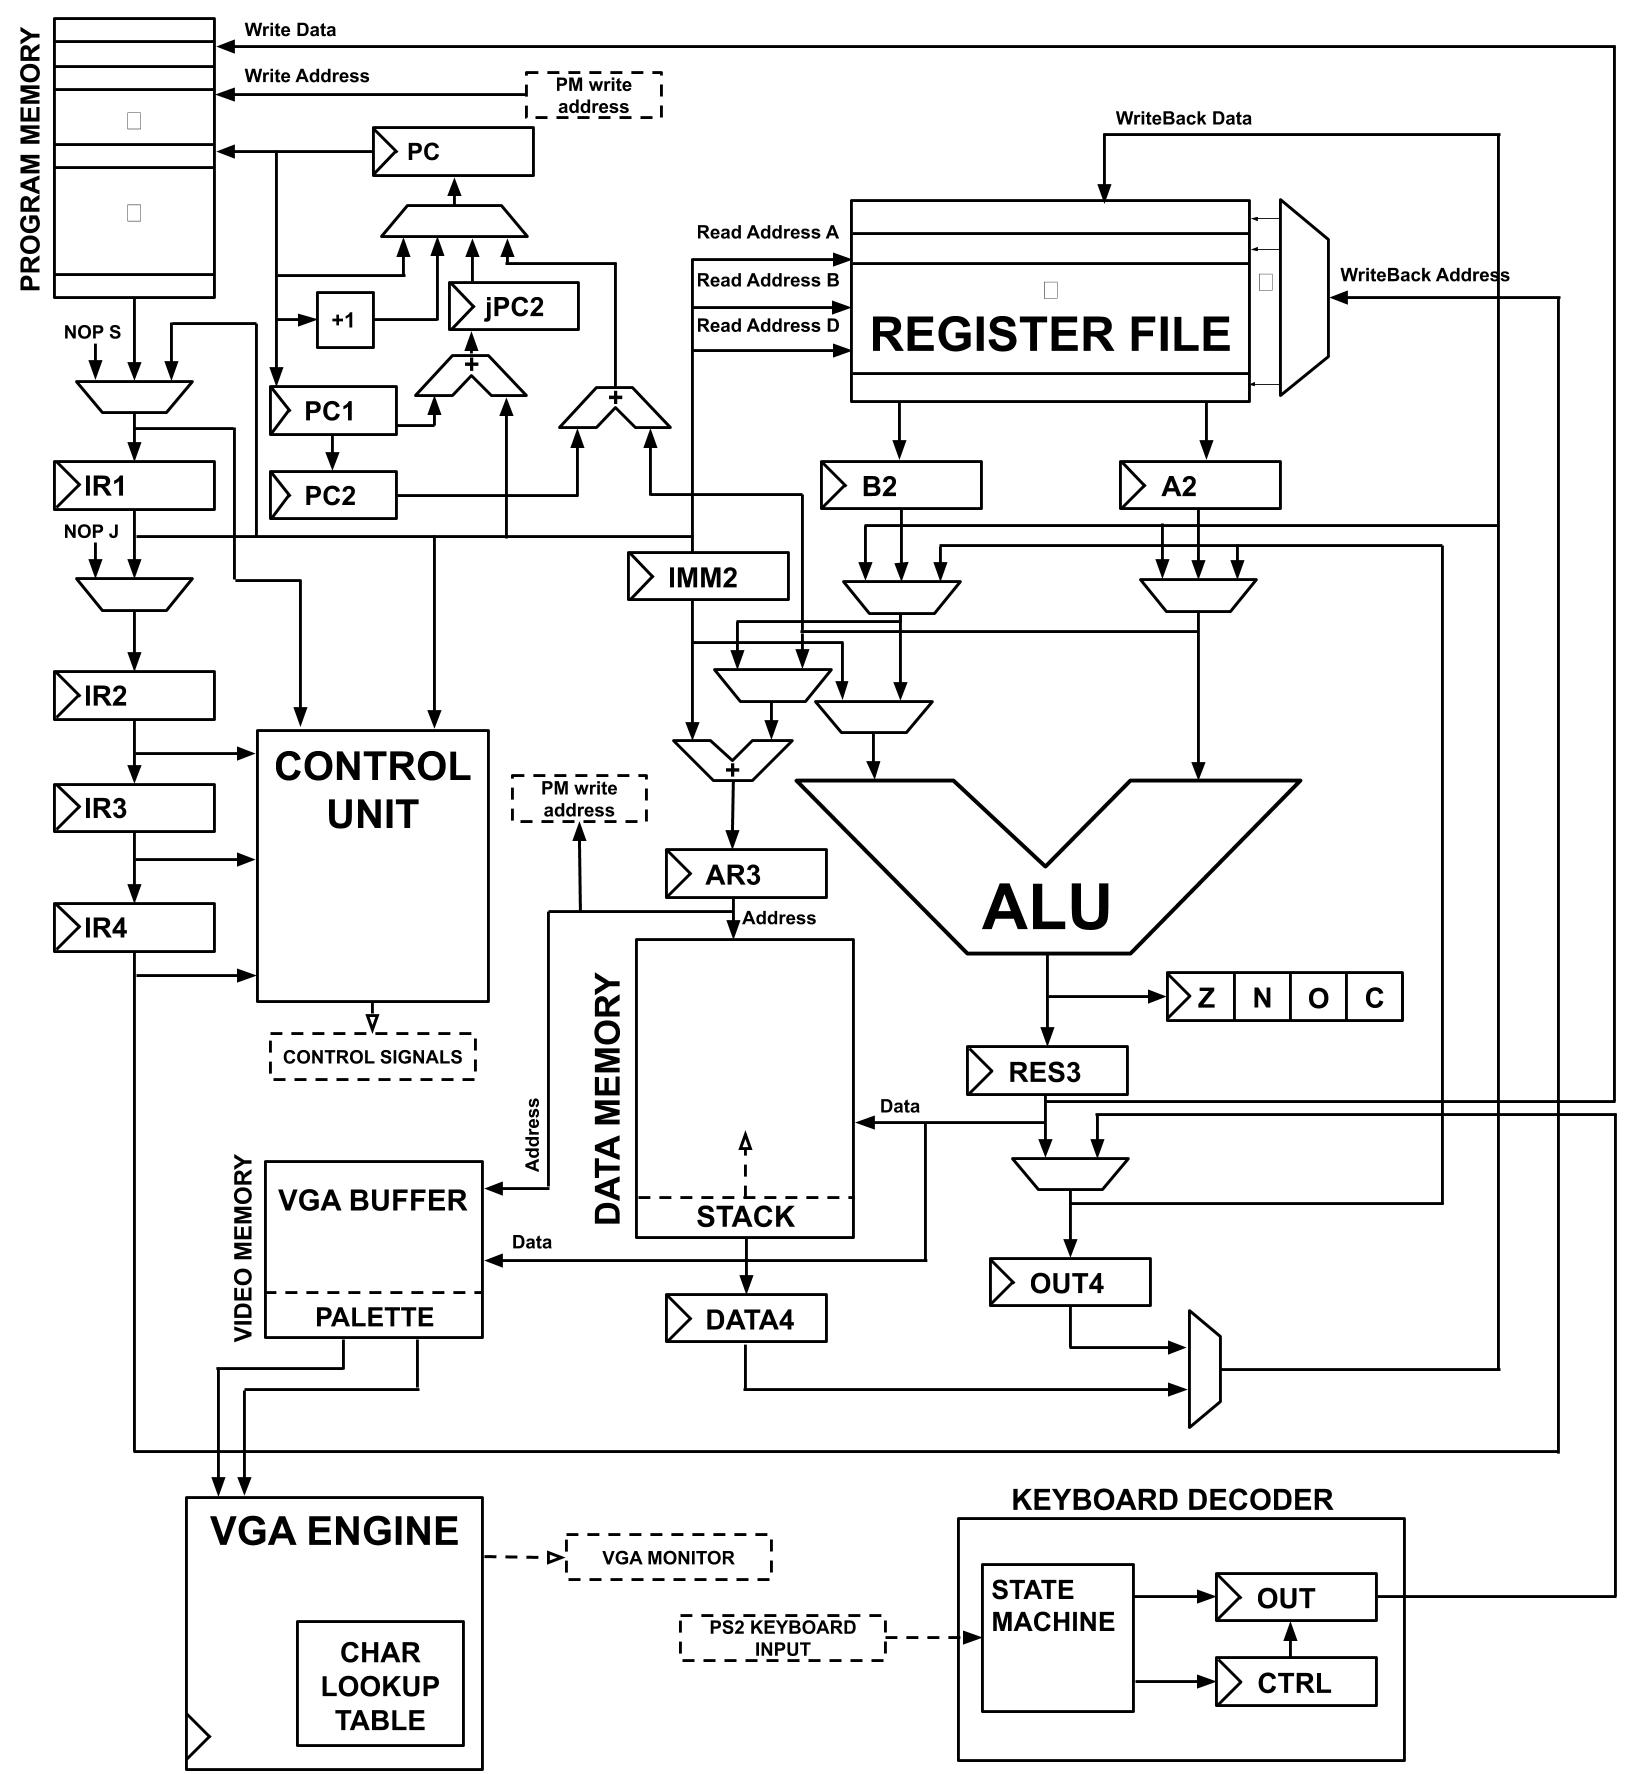 PROGRAM MEMORY
Write Data
Write Address
PM write
address
PC
WriteBack Data
Read Address A
Read Address B
Read Address D
WriteBack Address
REGISTER FILE
NOP S
+1
jPC2
+
PC1
+
PC2
IR1
B2
A2
NOP J
IMM2
IR2
CONTROL
UNIT
+
PM write
address
IR3
AR3
Address
ALU
IR4
Z
N
O
C
CONTROL SIGNALS
DATA MEMORY
RES3
Data
Address
VIDEO MEMORY
VGA BUFFER
STACK
Data
PALETTE
DATA4
OUT4
VGA ENGINE
VGA MONITOR
CHAR
LOOKUP
TABLE
KEYBOARD DECODER
STATE
MACHINE
OUT
PS2 KEYBOARD
INPUT
CTRL